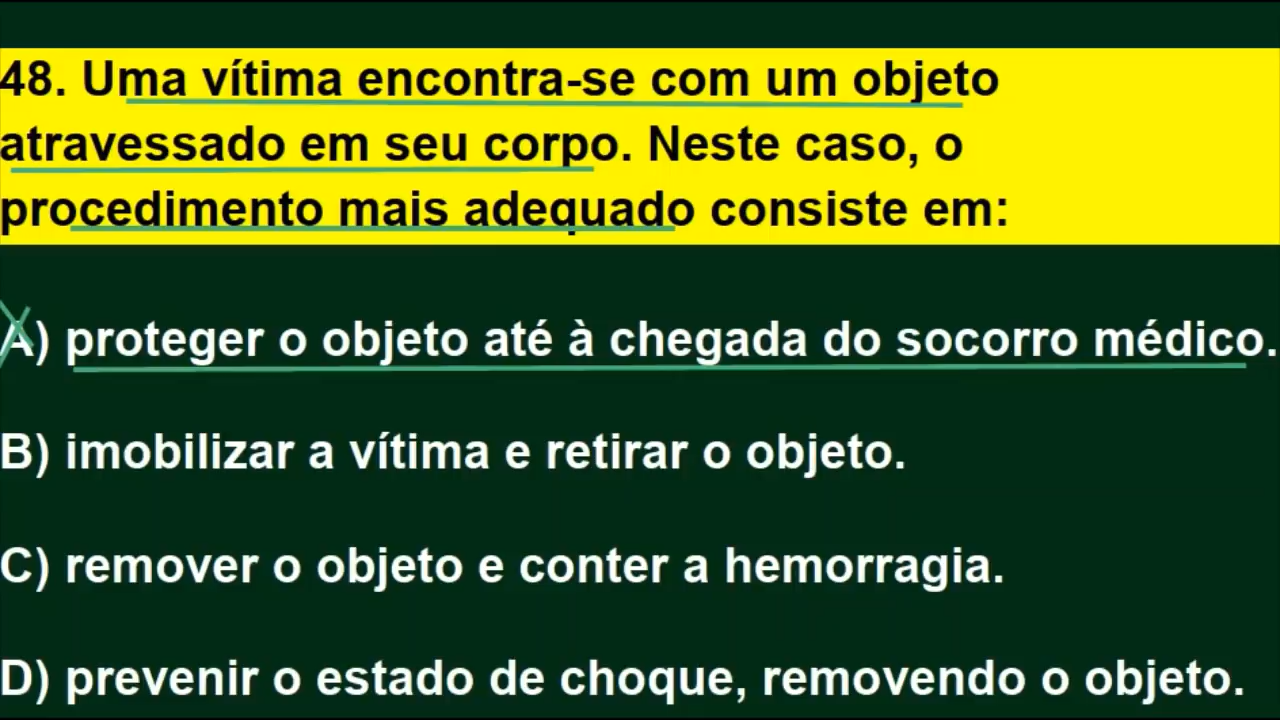 48. Uma vítima encontra-se com um objeto
atravessado em seu corpo. Neste caso, o
procedimento mais adequado consiste em:
A) proteger o objeto até à chegada do socorro médico.
B) imobilizar a vítima e retirar o objeto.
C) remover o objeto e conter a hemorragia.
D) prevenir o estado de choque, removendo o objeto.